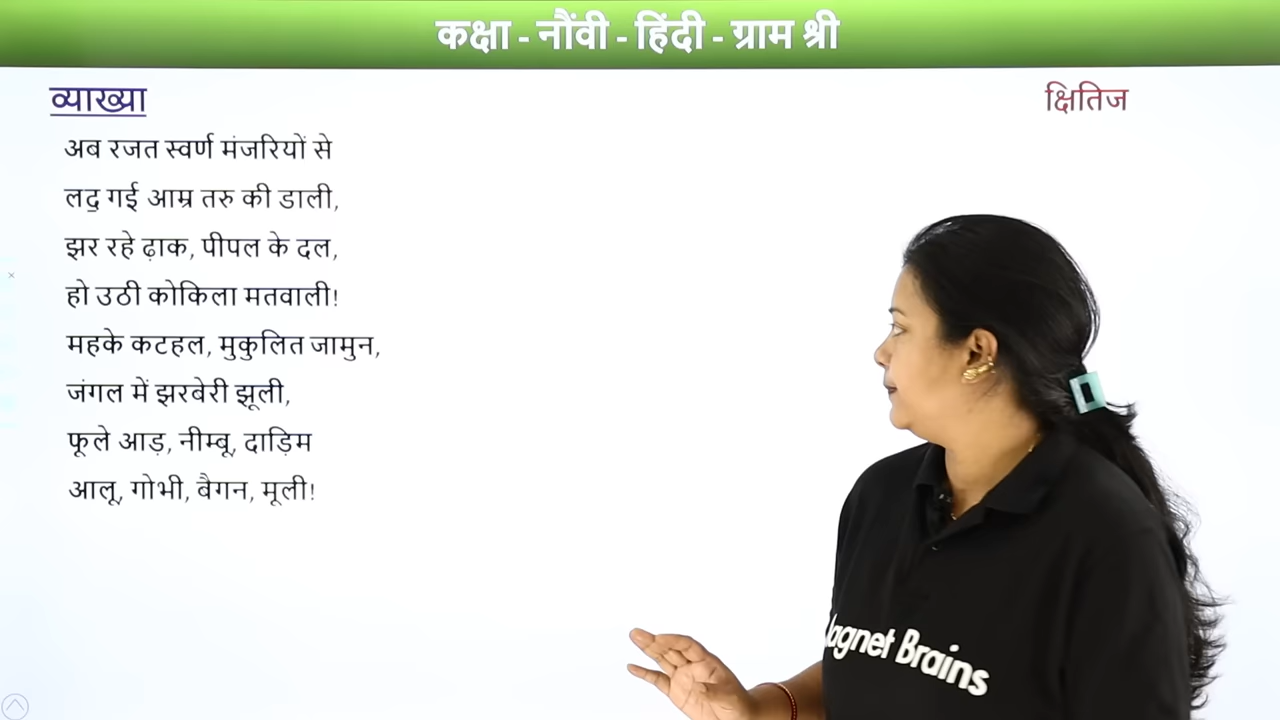 कक्षा - नौंवी - हिंदी - ग्राम श्री
व्याख्या
क्षितिज
अब रजत स्वर्ण मंजरियों से
लद गई आम्र तरु की डाली,
झर रहे ढ़ाक, पीपल के दल,
हो उठी कोकिला मतवाली!
महके कटहल, मुकुलित जामुन,
जंगल में झरबेरी झूली,
फूले आड़, नीम्बू, दाड़िम
आलू, गोभी, बैगन, मूली!
agnet Brains